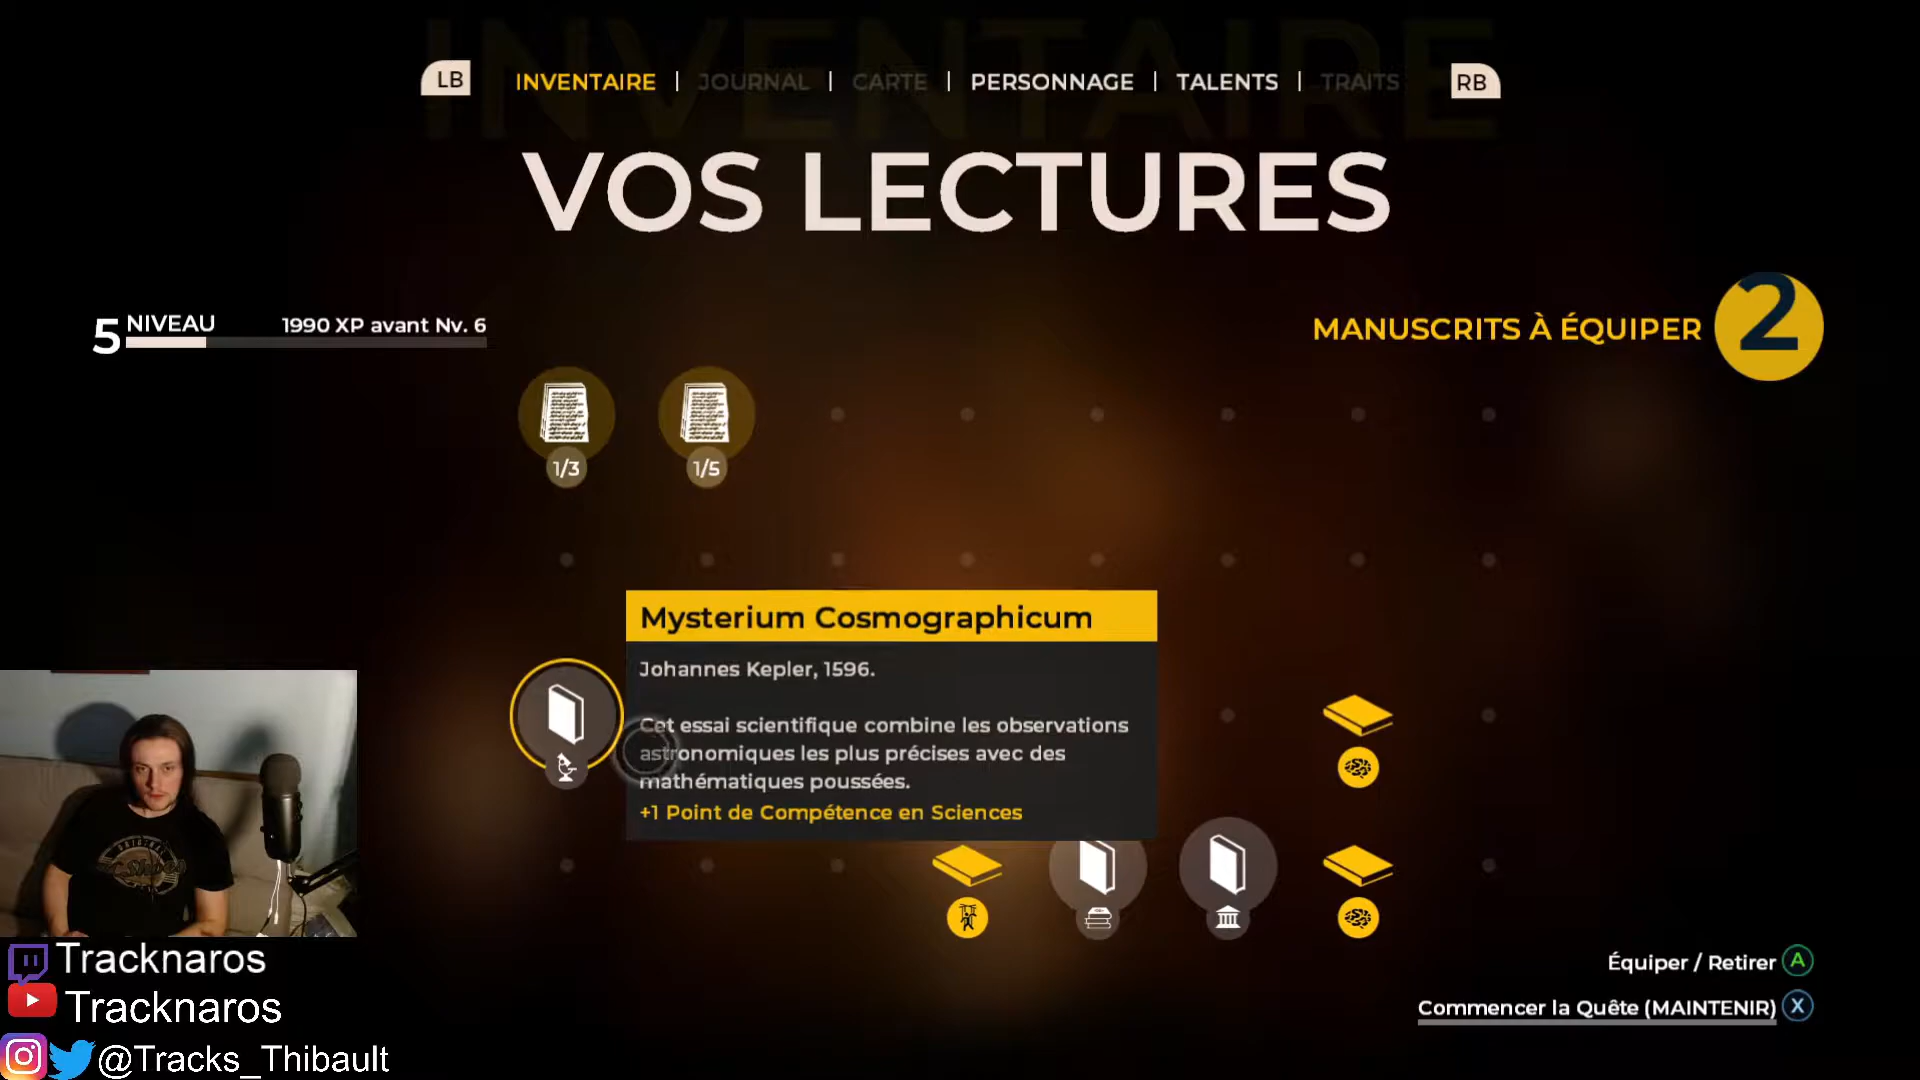 INVENTAIRE
LB
INVENTAIRE | JOURNAL | CARTE | PERSONNAGE | TALENTS | TRAITS
RB
VOS LECTURES
5 NIVEAU
1990 XP avant Nv. 6
MANUSCRITS À ÉQUIPER
2
1/3
1/5
Mysterium Cosmographicum
Johannes Kepler, 1596.
Cet essai scientifique combine les observations
astronomiques les plus précises avec des
mathématiques poussées.
+1 Point de Compétence en Sciences
Équiper / Retirer A
Commencer la Quête (MAINTENIR) X
Tracknaros
Tracknaros
@Tracks_Thibault